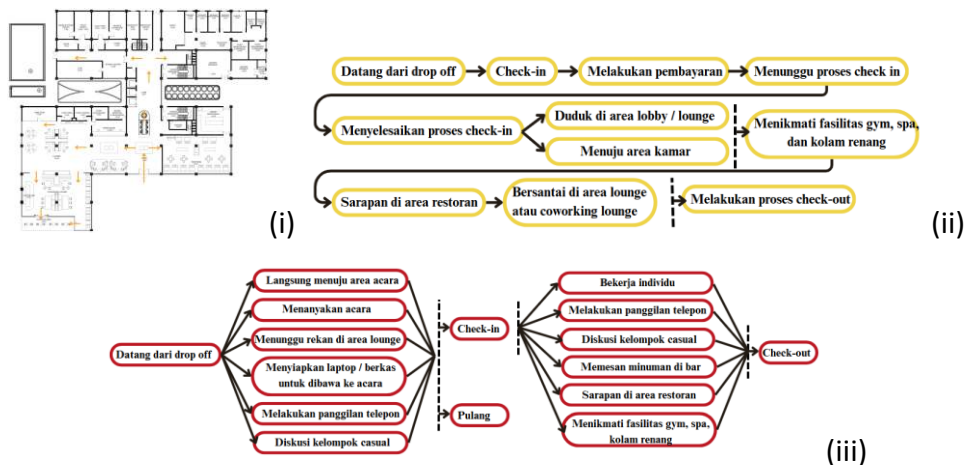 (i)
Datang dari drop off
Check-in
Melakukan pembayaran
Menunggu proses check in
Menyelesaikan proses check-in
Duduk di area lobby / lounge
Menuju area kamar
Menikmati fasilitas gym, spa,
dan kolam renang
Sarapan di area restoran
Bersantai di area lounge
atau coworking lounge
Melakukan proses check-out
(ii)
Datang dari drop off
Langsung menuju area acara
Menanyakan acara
Menunggu rekan di area lounge
Menyiapkan laptop / berkas
untuk dibawa ke acara
Melakukan panggilan telepon
Diskusi kelompok casual
Check-in
Pulang
Bekerja individu
Melakukan panggilan telepon
Diskusi kelompok casual
Memesan minuman di bar
Sarapan di area restoran
Menikmati fasilitas gym, spa,
kolam renang
Check-out
(iii)